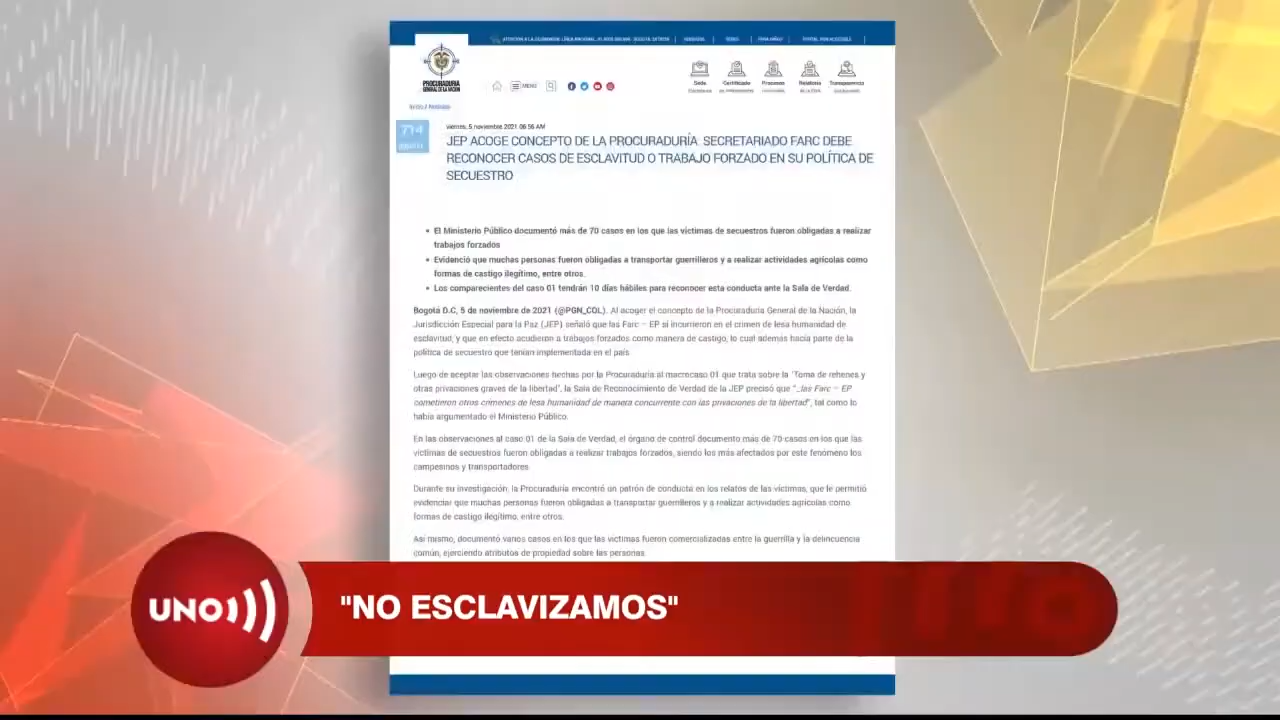 PROCURADURIA
GENERAL DE LA NACION
MENÚ
Inicio / Noticias
Sede
Certificado
Procesos
Relatoría
Transparencia
714
viernes, 5 noviembre 2021 06:56 AM
JEP ACOGE CONCEPTO DE LA PROCURADURÍA: SECRETARIADO FARC DEBE
RECONOCER CASOS DE ESCLAVITUD O TRABAJO FORZADO EN SU POLÍTICA DE
SECUESTRO
• El Ministerio Público documentó más de 70 casos en los que las víctimas de secuestros fueron obligadas a realizar
trabajos forzados
• Evidenció que muchas personas fueron obligadas a transportar guerrilleros y a realizar actividades agrícolas como
formas de castigo ilegítimo, entre otros.
• Los comparecientes del caso 01 tendrán 10 días hábiles para reconocer esta conducta ante la Sala de Verdad.
Bogotá D.C, 5 de noviembre de 2021 (@PGN_COL). Al acoger el concepto de la Procuraduría General de la Nación, la
Jurisdicción Especial para la Paz (JEP) señaló que las Farc – EP sí incurrieron en el crimen de lesa humanidad de
esclavitud, y que en efecto acudieron a trabajos forzados como manera de castigo, lo cual además hacía parte de la
política de secuestro que tenían implementada en el país.
Luego de aceptar las observaciones hechas por la Procuraduría al macrocaso 01 que trata sobre la "Toma de rehenes y
otras privaciones graves de la libertad", la Sala de Reconocimiento de Verdad de la JEP precisó que "...las Farc – EP
cometieron otros crímenes de lesa humanidad de manera concurrente con las privaciones de la libertad", tal como lo
había argumentado el Ministerio Público.
En las observaciones al caso 01 de la Sala de Verdad, el órgano de control documentó más de 70 casos en los que las
víctimas de secuestros fueron obligadas a realizar trabajos forzados, siendo los más afectados por este fenómeno los
campesinos y transportadores.
Durante su investigación, la Procuraduría encontró un patrón de conducta en los relatos de las víctimas, que le permitió
evidenciar que muchas personas fueron obligadas a transportar guerrilleros y a realizar actividades agrícolas como
formas de castigo ilegítimo, entre otros.
Así mismo, documentó varios casos en los que las víctimas fueron comercializadas entre la guerrilla y la delincuencia
común, ejerciendo atributos de propiedad sobre las personas.
UNO
"NO ESCLAVIZAMOS"